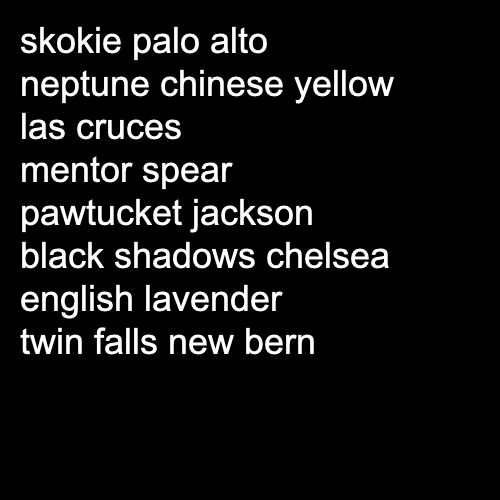 skokie palo alto
neptune chinese yellow
las cruces
mentor spear
pawtucket jackson
black shadows chelsea
english lavender
twin falls new bern